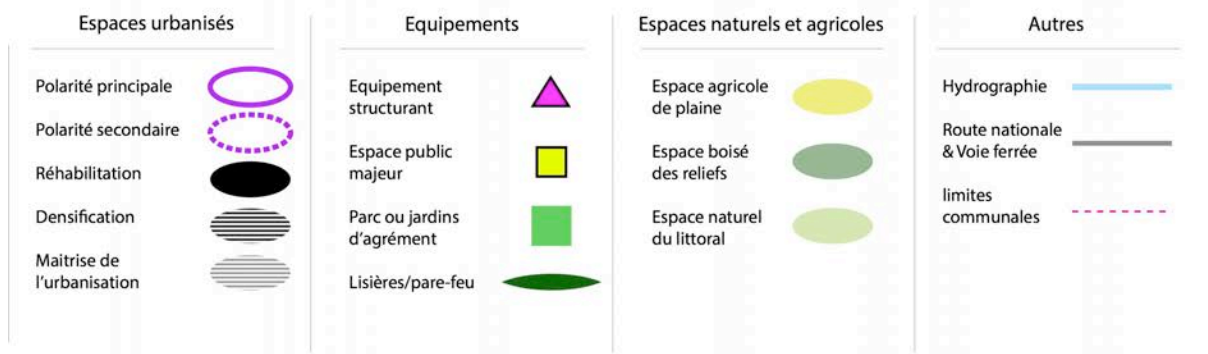 Espaces urbanisés
Polarité principale
Polarité secondaire
Réhabilitation
Densification
Maitrise de
l'urbanisation
Equipements
Equipement
structurant
Espace public
majeur
Parc ou jardins
d'agrément
Lisières/pare-feu
Espaces naturels et agricoles
Espace agricole
de plaine
Espace boisé
des reliefs
Espace naturel
du littoral
Autres
Hydrographie
Route nationale
& Voie ferrée
limites
communales